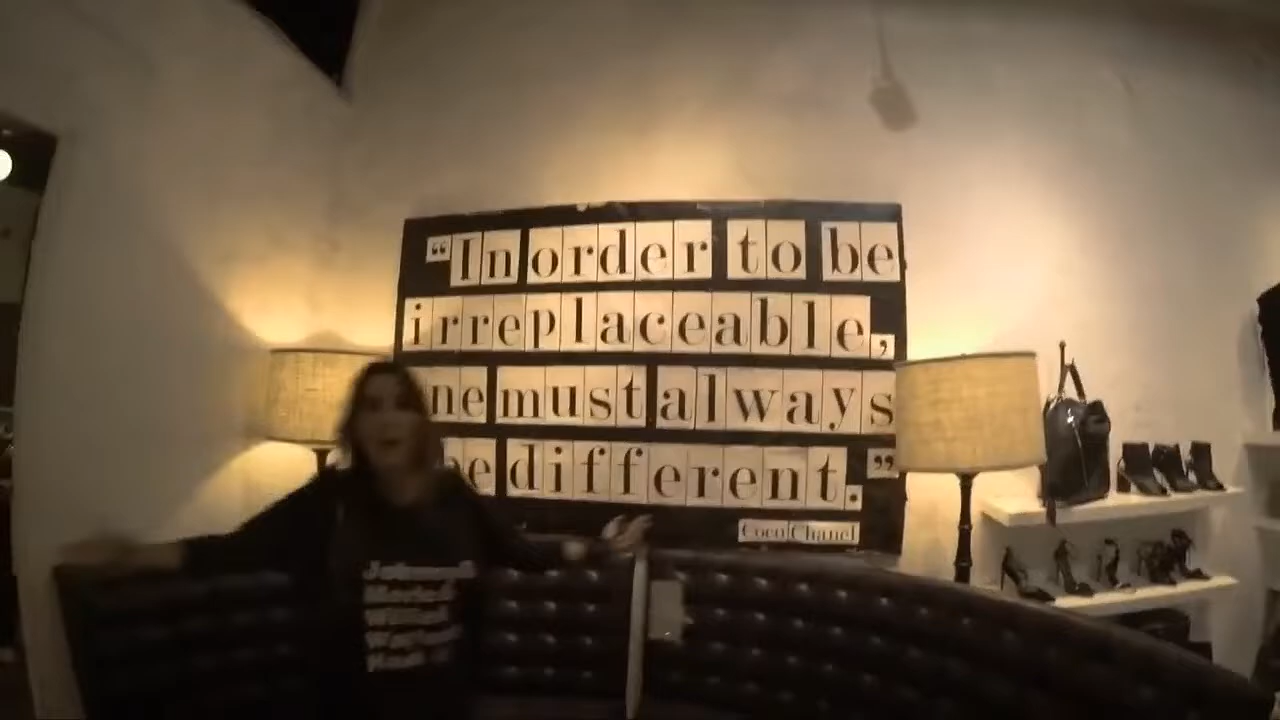 “In order to be
irreplaceable,
ne must always
e different.”
Coco Chanel